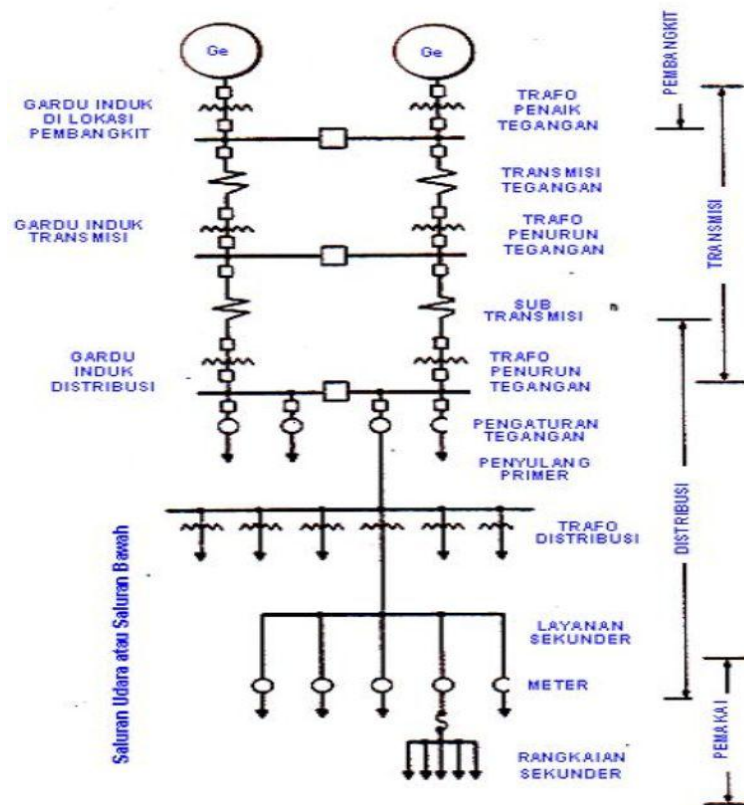 Ge
Ge
GARDU INDUK
DI LOKASI
PEMBANGKIT
TRAFO
PENAIK
TEGANGAN
PEMBANGKIT
TRANSMISI
TEGANGAN
GARDU INDUK
TRANSMISI
TRAFO
PENURUN
TEGANGAN
TRANSMISI
SUB
TRANSMISI
n
GARDU
INDUK
DISTRIBUSI
TRAFO
PENURUN
TEGANGAN
PENGATURAN
TEGANGAN
PENYULANG
PRIMER
DISTRIBUSI
TRAFO
DISTRIBUSI
Saluran Udara atau Saluran Bawah
LAYANAN
SEKUNDER
METER
PEMAKAI
RANGKAIAN
SEKUNDER